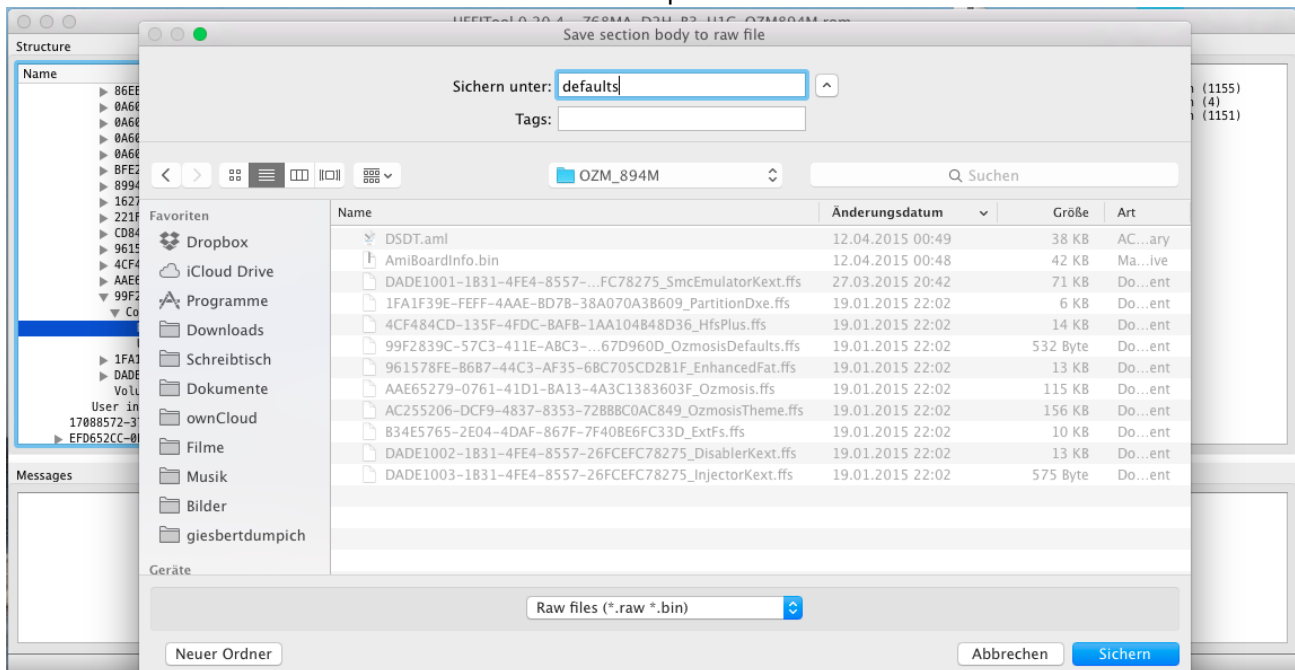 UEFITool 0.20.4 - Z68MA-D2H-B3_U1G_OZM894M.rom
Save section body to raw file
Structure
Sichern unter: defaults
Tags:
Name
86EE
0A60
0A60
0A60
0A60
BFE2
8994
1627
221F
CD84
9615
4CF4
AAE6
99F2
Co
1FA1
DADE
Volu
User in
17088572-3
EFD652CC-0
Messages
(1155)
(4)
(1151)
OZM_894M
Suchen
Favoriten
Dropbox
iCloud Drive
Programme
Downloads
Schreibtisch
Dokumente
ownCloud
Filme
Musik
Bilder
giesbertdumpich
Geräte
Name Änderungsdatum Größe Art
DSDT.aml 12.04.2015 00:49 38 KB AC...ary
AmiBoardInfo.bin 12.04.2015 00:48 42 KB Ma...ive
DADE1001-1B31-4FE4-8557-...FC78275_SmcEmulatorKext.ffs 27.03.2015 20:42 71 KB Do...ent
1FA1F39E-FEFF-4AAE-BD7B-38A070A3B609_PartitionDxe.ffs 19.01.2015 22:02 6 KB Do...ent
4CF484CD-135F-4FDC-BAFB-1AA104B48D36_HfsPlus.ffs 19.01.2015 22:02 14 KB Do...ent
99F2839C-57C3-411E-ABC3-...67D960D_OzmosisDefaults.ffs 19.01.2015 22:02 532 Byte Do...ent
961578FE-B6B7-44C3-AF35-6BC705CD2B1F_EnhancedFat.ffs 19.01.2015 22:02 13 KB Do...ent
AAE65279-0761-41D1-BA13-4A3C1383603F_Ozmosis.ffs 19.01.2015 22:02 115 KB Do...ent
AC255206-DCF9-4837-8353-72BBBC0AC849_OzmosisTheme.ffs 19.01.2015 22:02 156 KB Do...ent
B34E5765-2E04-4DAF-867F-7F40BE6FC33D_ExtFs.ffs 19.01.2015 22:02 10 KB Do...ent
DADE1002-1B31-4FE4-8557-26FCEFC78275_DisablerKext.ffs 19.01.2015 22:02 13 KB Do...ent
DADE1003-1B31-4FE4-8557-26FCEFC78275_InjectorKext.ffs 19.01.2015 22:02 575 Byte Do...ent
Raw files (*.raw *.bin)
Neuer Ordner
Abbrechen
Sichern